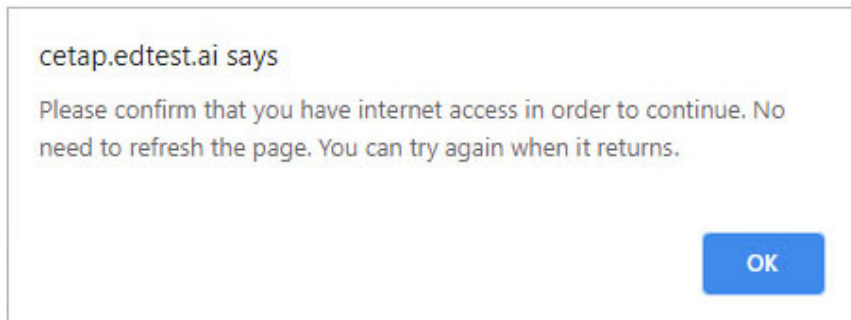 cetap.edtest.ai says
Please confirm that you have internet access in order to continue. No
need to refresh the page. You can try again when it returns.
OK